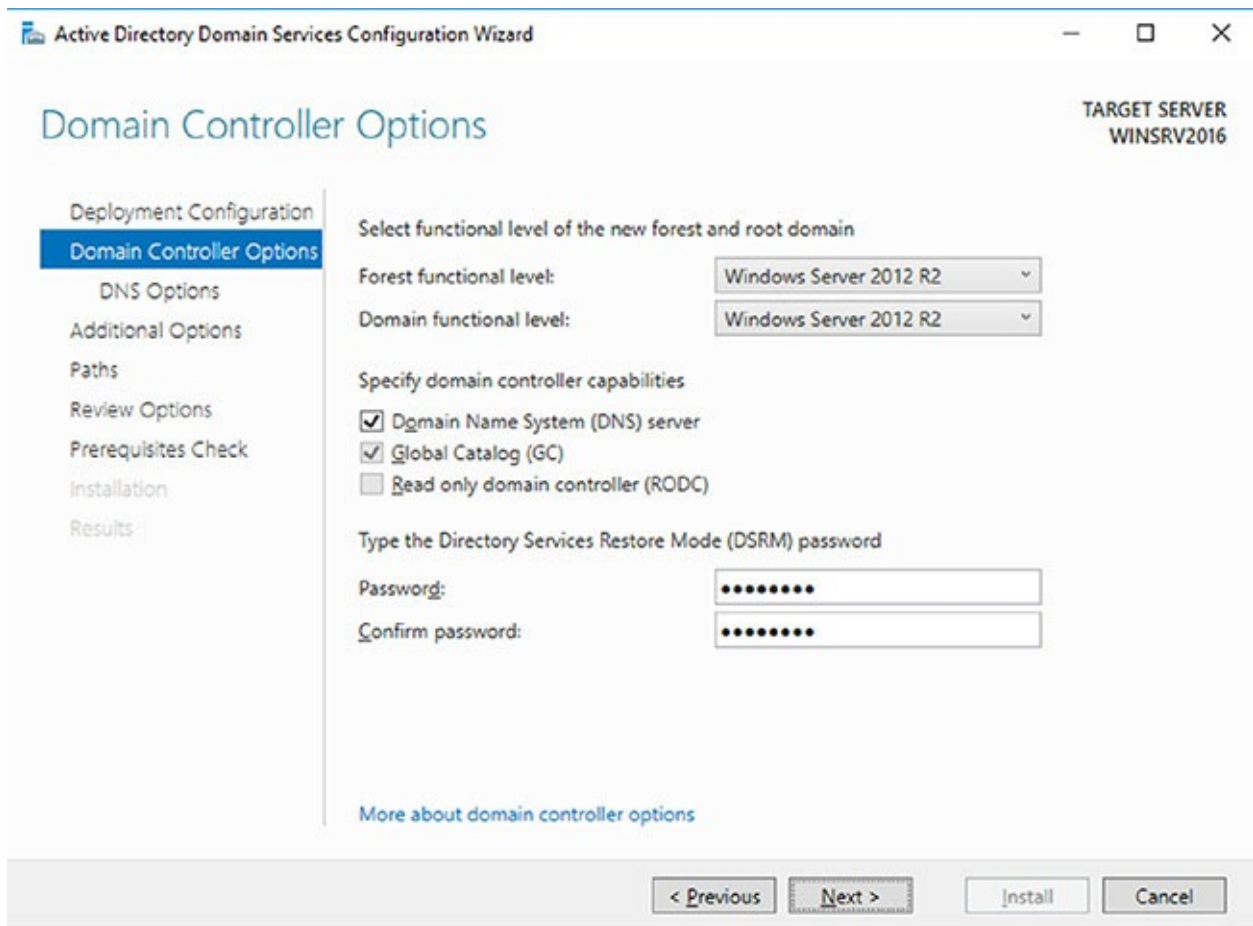 Active Directory Domain Services Configuration Wizard
Domain Controller Options
TARGET SERVER
WINSRV2016
Deployment Configuration
Domain Controller Options
DNS Options
Additional Options
Paths
Review Options
Prerequisites Check
Installation
Results
Select functional level of the new forest and root domain
Forest functional level: Windows Server 2012 R2
Domain functional level: Windows Server 2012 R2
Specify domain controller capabilities
Domain Name System (DNS) server
Global Catalog (GC)
Read only domain controller (RODC)
Type the Directory Services Restore Mode (DSRM) password
Password: ••••••••
Confirm password: ••••••••
More about domain controller options
< Previous Next > Install Cancel